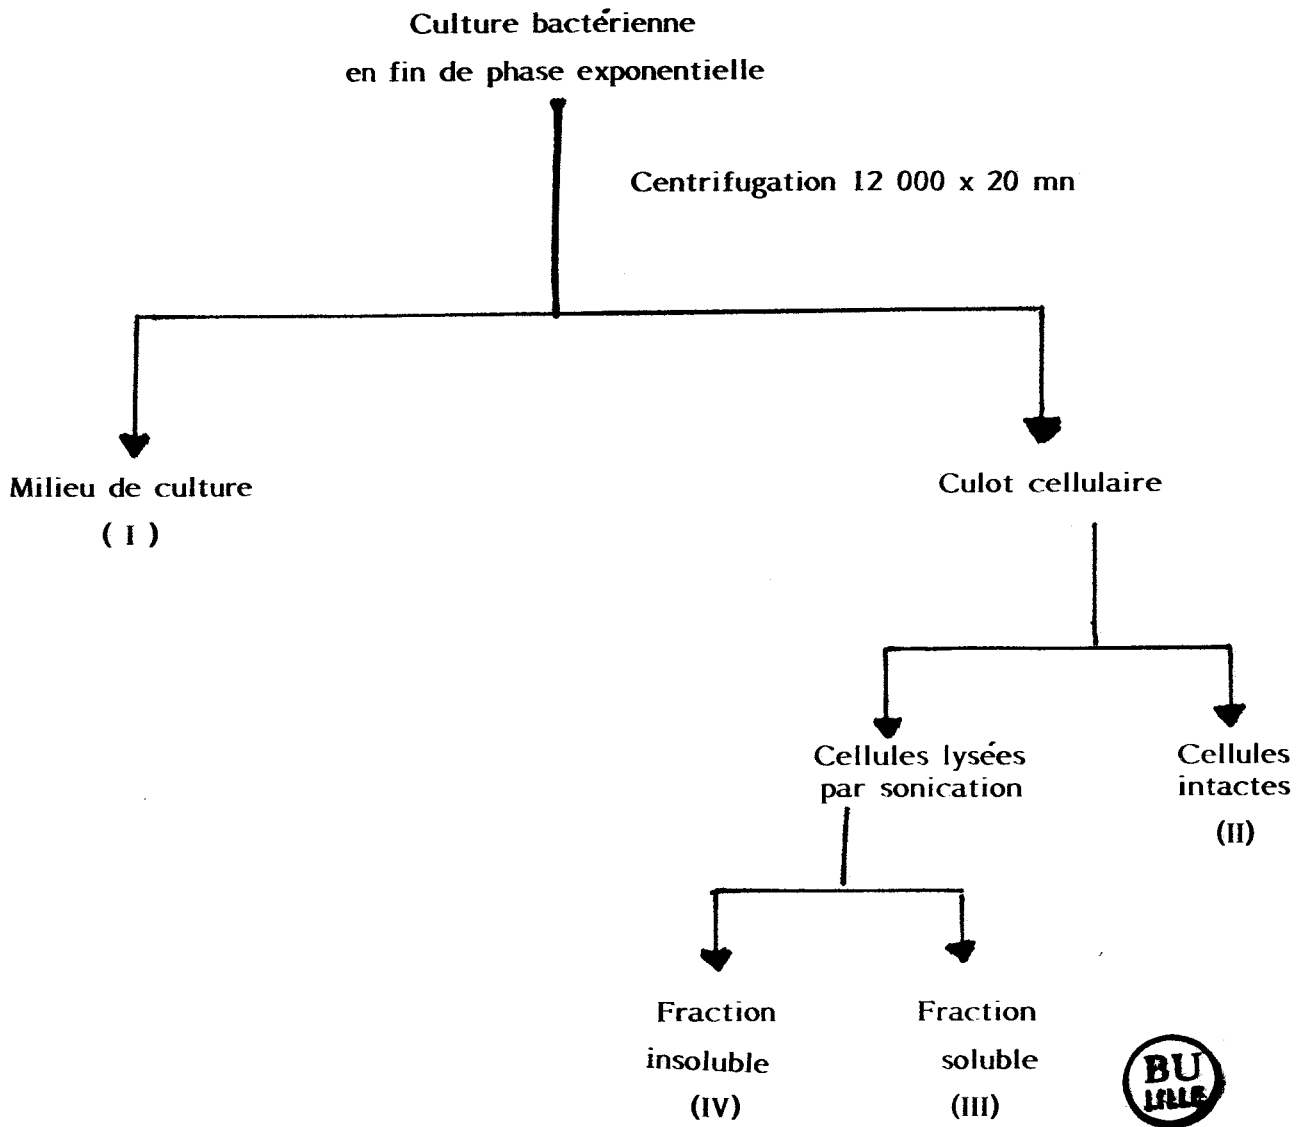 Culture bactérienne
en fin de phase exponentielle
Centrifugation 12 000 x 20 mn
Milieu de culture
( I )
Culot cellulaire
Cellules lysées
par sonication
Cellules
intactes
(II)
Fraction
insoluble
(IV)
Fraction
soluble
(III)
BU
LILLE